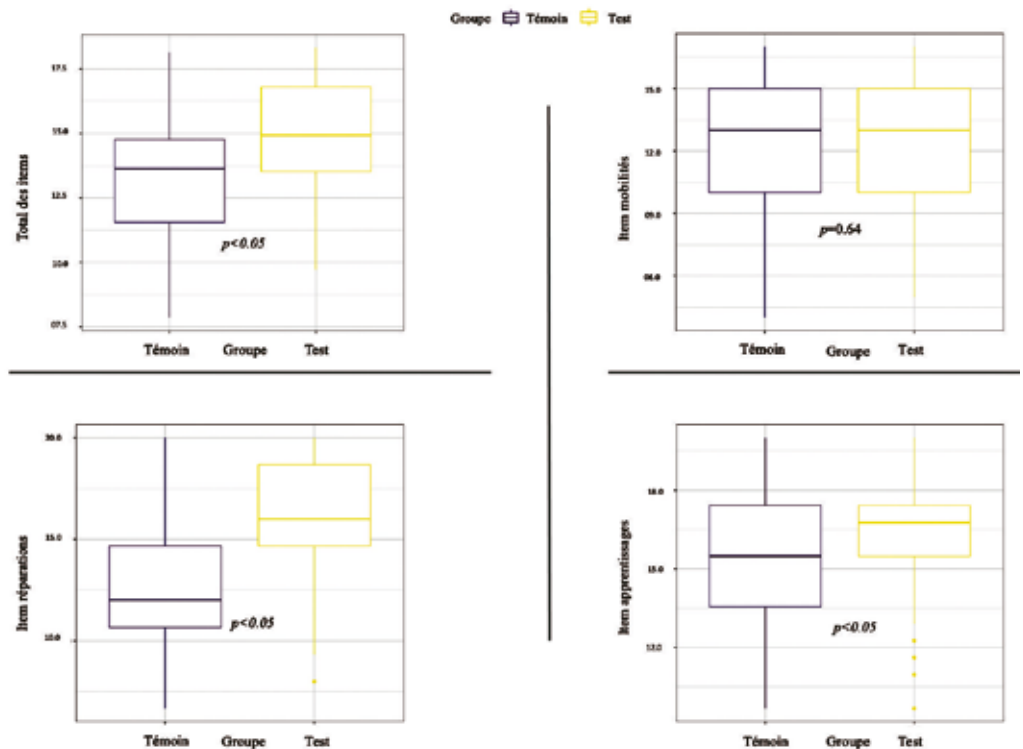 Groupe Témoin Test
Total des items
17.5
15.0
12.5
10.0
07.5
p<0.05
Témoin Groupe Test
Item mobilités
15.0
12.0
09.0
06.0
p=0.64
Témoin Groupe Test
Item réparations
20.0
15.0
10.0
p<0.05
Témoin Groupe Test
Item apprentissages
18.0
15.0
12.0
p<0.05
Témoin Groupe Test